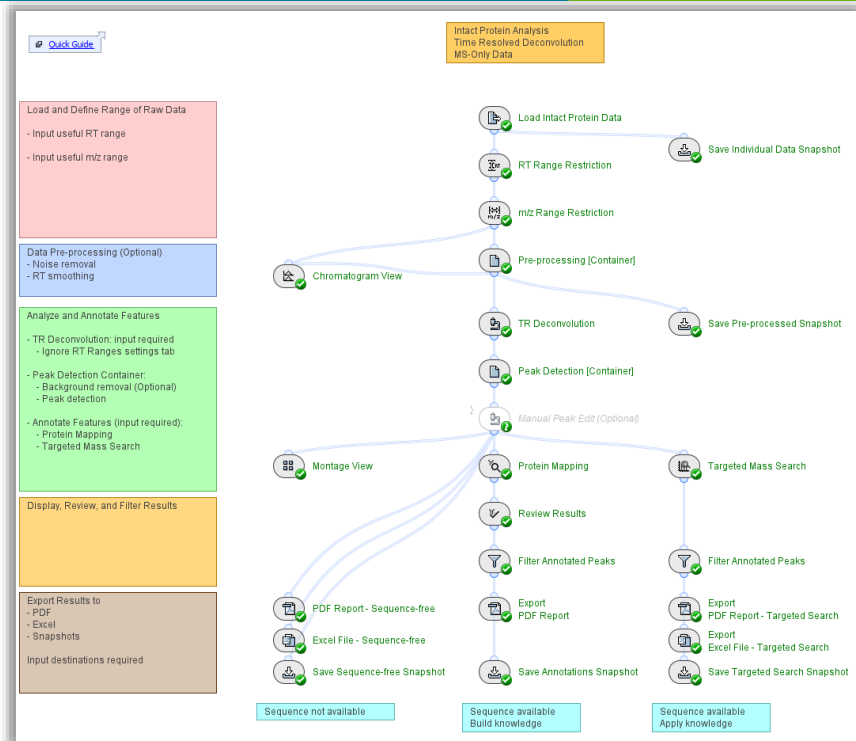 Quick Guide
Intact Protein Analysis
Time Resolved Deconvolution
MS-Only Data
Load and Define Range of Raw Data
- Input useful RT range
- Input useful m/z range
Data Pre-processing (Optional)
- Noise removal
- RT smoothing
Analyze and Annotate Features
- TR Deconvolution: input required
- Ignore RT Ranges settings tab
- Peak Detection Container:
- Background removal (Optional)
- Peak detection
- Annotate Features (input required):
- Protein Mapping
- Targeted Mass Search
Display, Review, and Filter Results
Export Results to
- PDF
- Excel
- Snapshots
Input destinations required
Load Intact Protein Data
Save Individual Data Snapshot
RT Range Restriction
m/z Range Restriction
Pre-processing [Container]
Chromatogram View
TR Deconvolution
Save Pre-processed Snapshot
Peak Detection [Container]
Manual Peak Edit (Optional)
Montage View
Protein Mapping
Targeted Mass Search
Review Results
Filter Annotated Peaks
Filter Annotated Peaks
PDF Report - Sequence-free
Export
PDF Report
Export
PDF Report - Targeted Search
Excel File - Sequence-free
Export
Excel File - Targeted Search
Save Sequence-free Snapshot
Save Annotations Snapshot
Save Targeted Search Snapshot
Sequence not available
Sequence available
Build knowledge
Sequence available
Apply knowledge